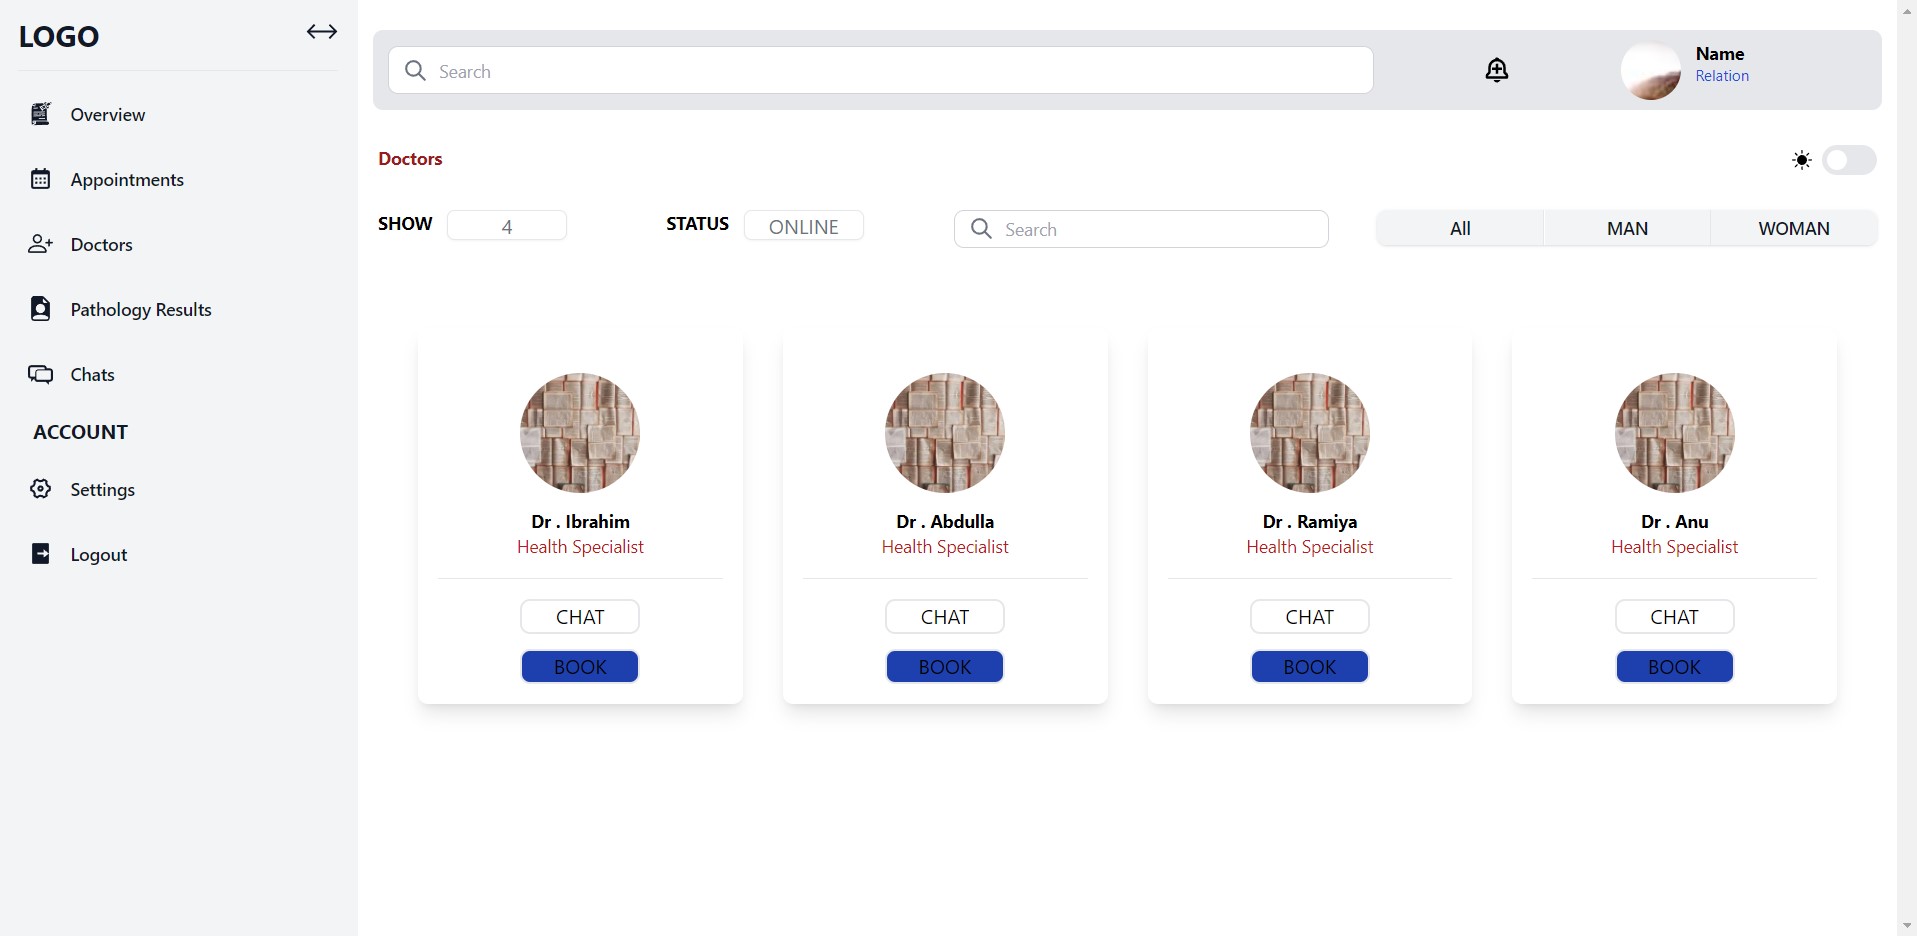 LOGO
Overview
Appointments
Doctors
Pathology Results
Chats
ACCOUNT
Settings
Logout
Search
Name
Relation
Doctors
SHOW 4 STATUS ONLINE Search All MAN WOMAN
Dr . Ibrahim
Health Specialist
CHAT
BOOK
Dr . Abdulla
Health Specialist
CHAT
BOOK
Dr . Ramiya
Health Specialist
CHAT
BOOK
Dr . Anu
Health Specialist
CHAT
BOOK